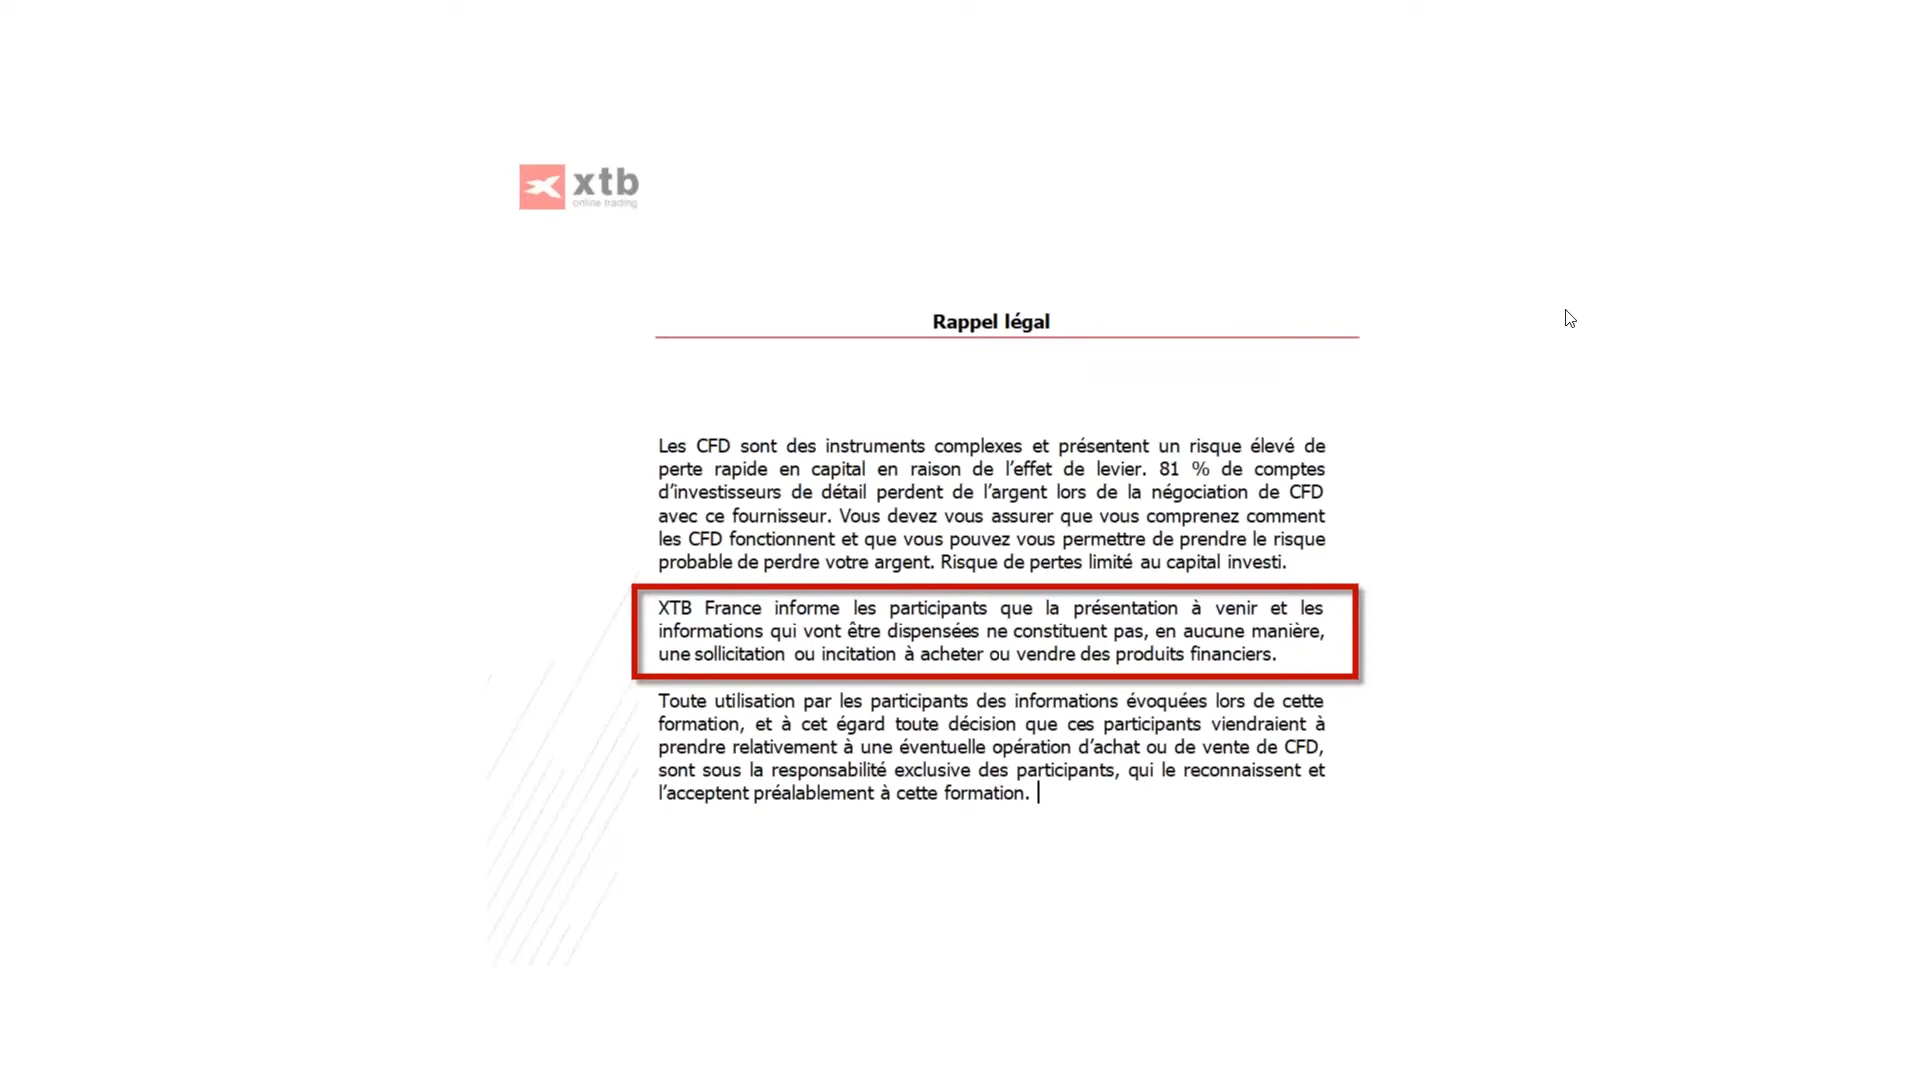 xtb
online trading
Rappel légal
Les CFD sont des instruments complexes et présentent un risque élevé de
perte rapide en capital en raison de l'effet de levier. 81 % de comptes
d'investisseurs de détail perdent de l'argent lors de la négociation de CFD
avec ce fournisseur. Vous devez vous assurer que vous comprenez comment
les CFD fonctionnent et que vous pouvez vous permettre de prendre le risque
probable de perdre votre argent. Risque de pertes limité au capital investi.
XTB France informe les participants que la présentation à venir et les
informations qui vont être dispensées ne constituent pas, en aucune manière,
une sollicitation ou incitation à acheter ou vendre des produits financiers.
Toute utilisation par les participants des informations évoquées lors de cette
formation, et à cet égard toute décision que ces participants viendraient à
prendre relativement à une éventuelle opération d'achat ou de vente de CFD,
sont sous la responsabilité exclusive des participants, qui le reconnaissent et
l'acceptent préalablement à cette formation.